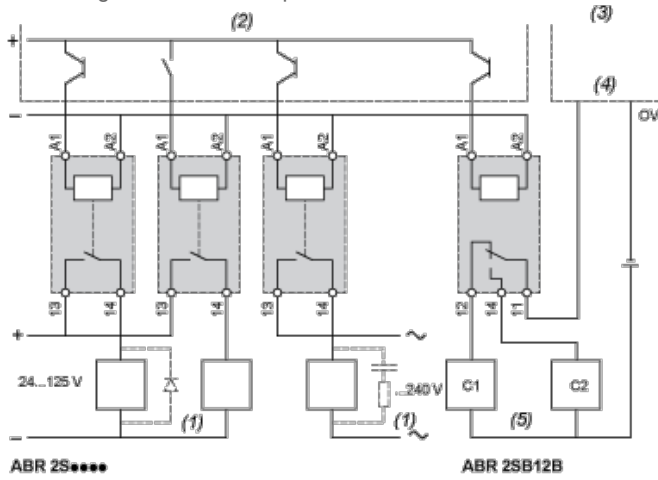 (2)
(3)
+
(4)
−
0V
A1 A2 A1 A2 A1 A2 A1 A2
13 14 13 14 13 14 12 14 11
+
~
24...125 V
...240 V
C1
C2
(1)
(1)
(5)
−
~
ABR 2S●●●●
ABR 2SB12B